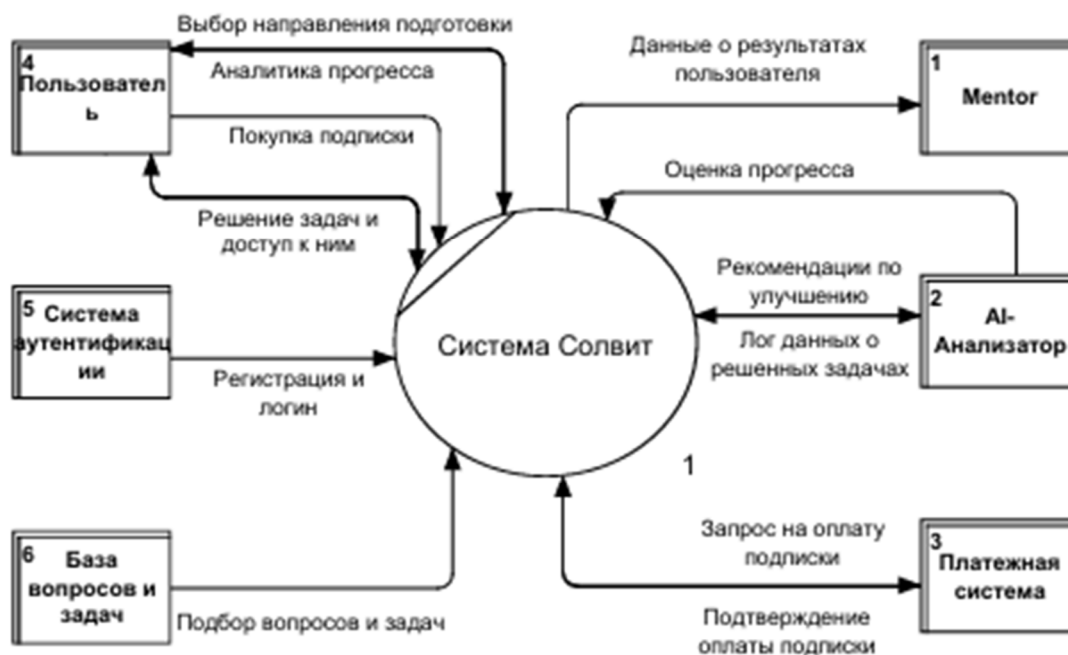 Выбор направления подготовки
Аналитика прогресса
4
Пользовател
ь
Покупка подписки
Решение задач и
доступ к ним
Данные о результатах
пользователя
1
Mentor
Оценка прогресса
5
Система
аутентификац
ии
Регистрация и
логин
Система Солвит
1
Рекомендации по
улучшению
Лог данных о
решенных задачах
2
AI-
Анализатор
6
База
вопросов и
задач
Подбор вопросов и задач
Запрос на оплату
подписки
Подтверждение
оплаты подписки
3
Платежная
система